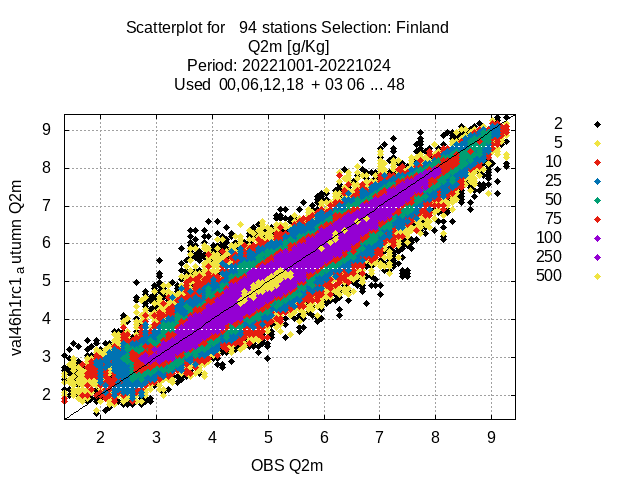 Scatterplot for   94 stations Selection: Finland
Q2m [g/Kg]
Period: 20221001-20221024
Used  00,06,12,18  + 03 06 ... 48
2
5
10
25
50
75
100
250
500
9
8
7
6
5
4
3
2
val46h1rc1_autumn Q2m
2 3 4 5 6 7 8 9
OBS Q2m